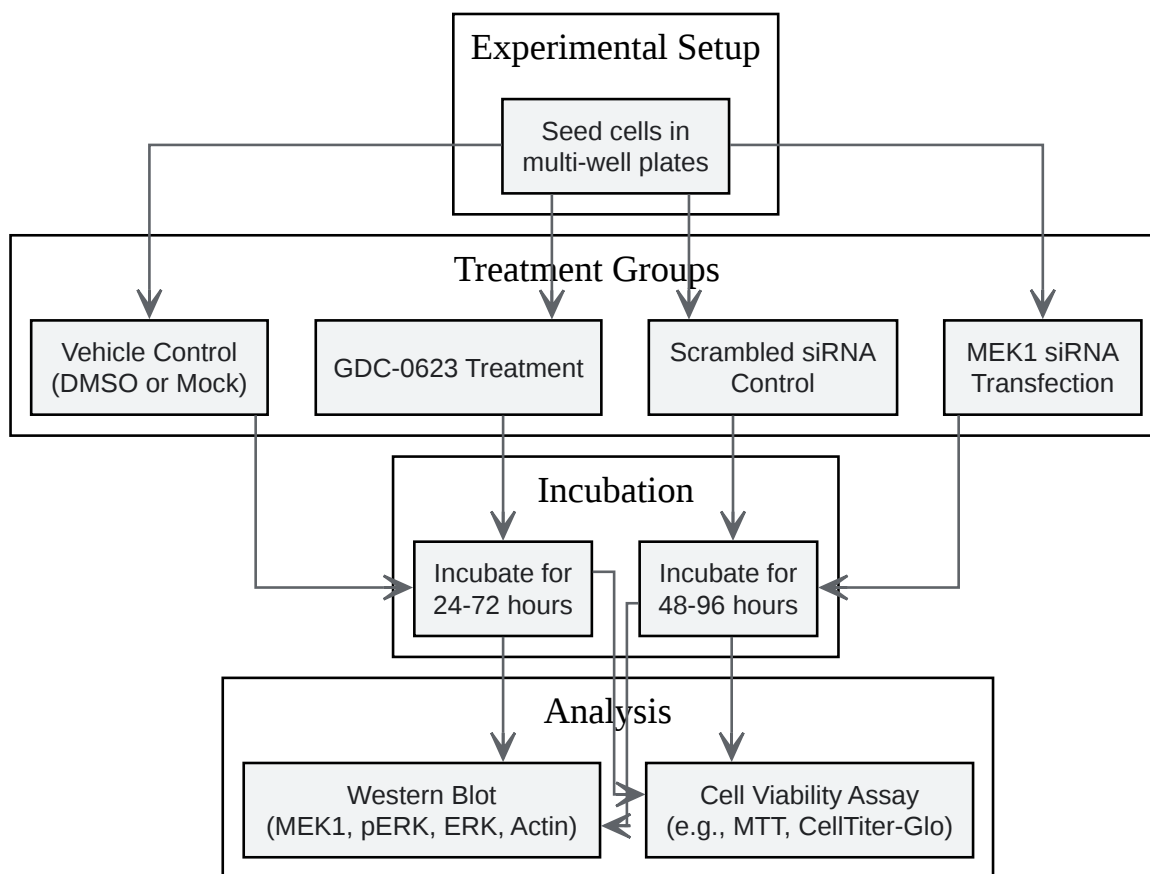 Experimental Setup
Seed cells in
multi-well plates
Treatment Groups
Vehicle Control
(DMSO or Mock)
GDC-0623 Treatment
Scrambled siRNA
Control
MEK1 siRNA
Transfection
Incubation
Incubate for
24-72 hours
Incubate for
48-96 hours
Analysis
Western Blot
(MEK1, pERK, ERK, Actin)
Cell Viability Assay
(e.g., MTT, CellTiter-Glo)